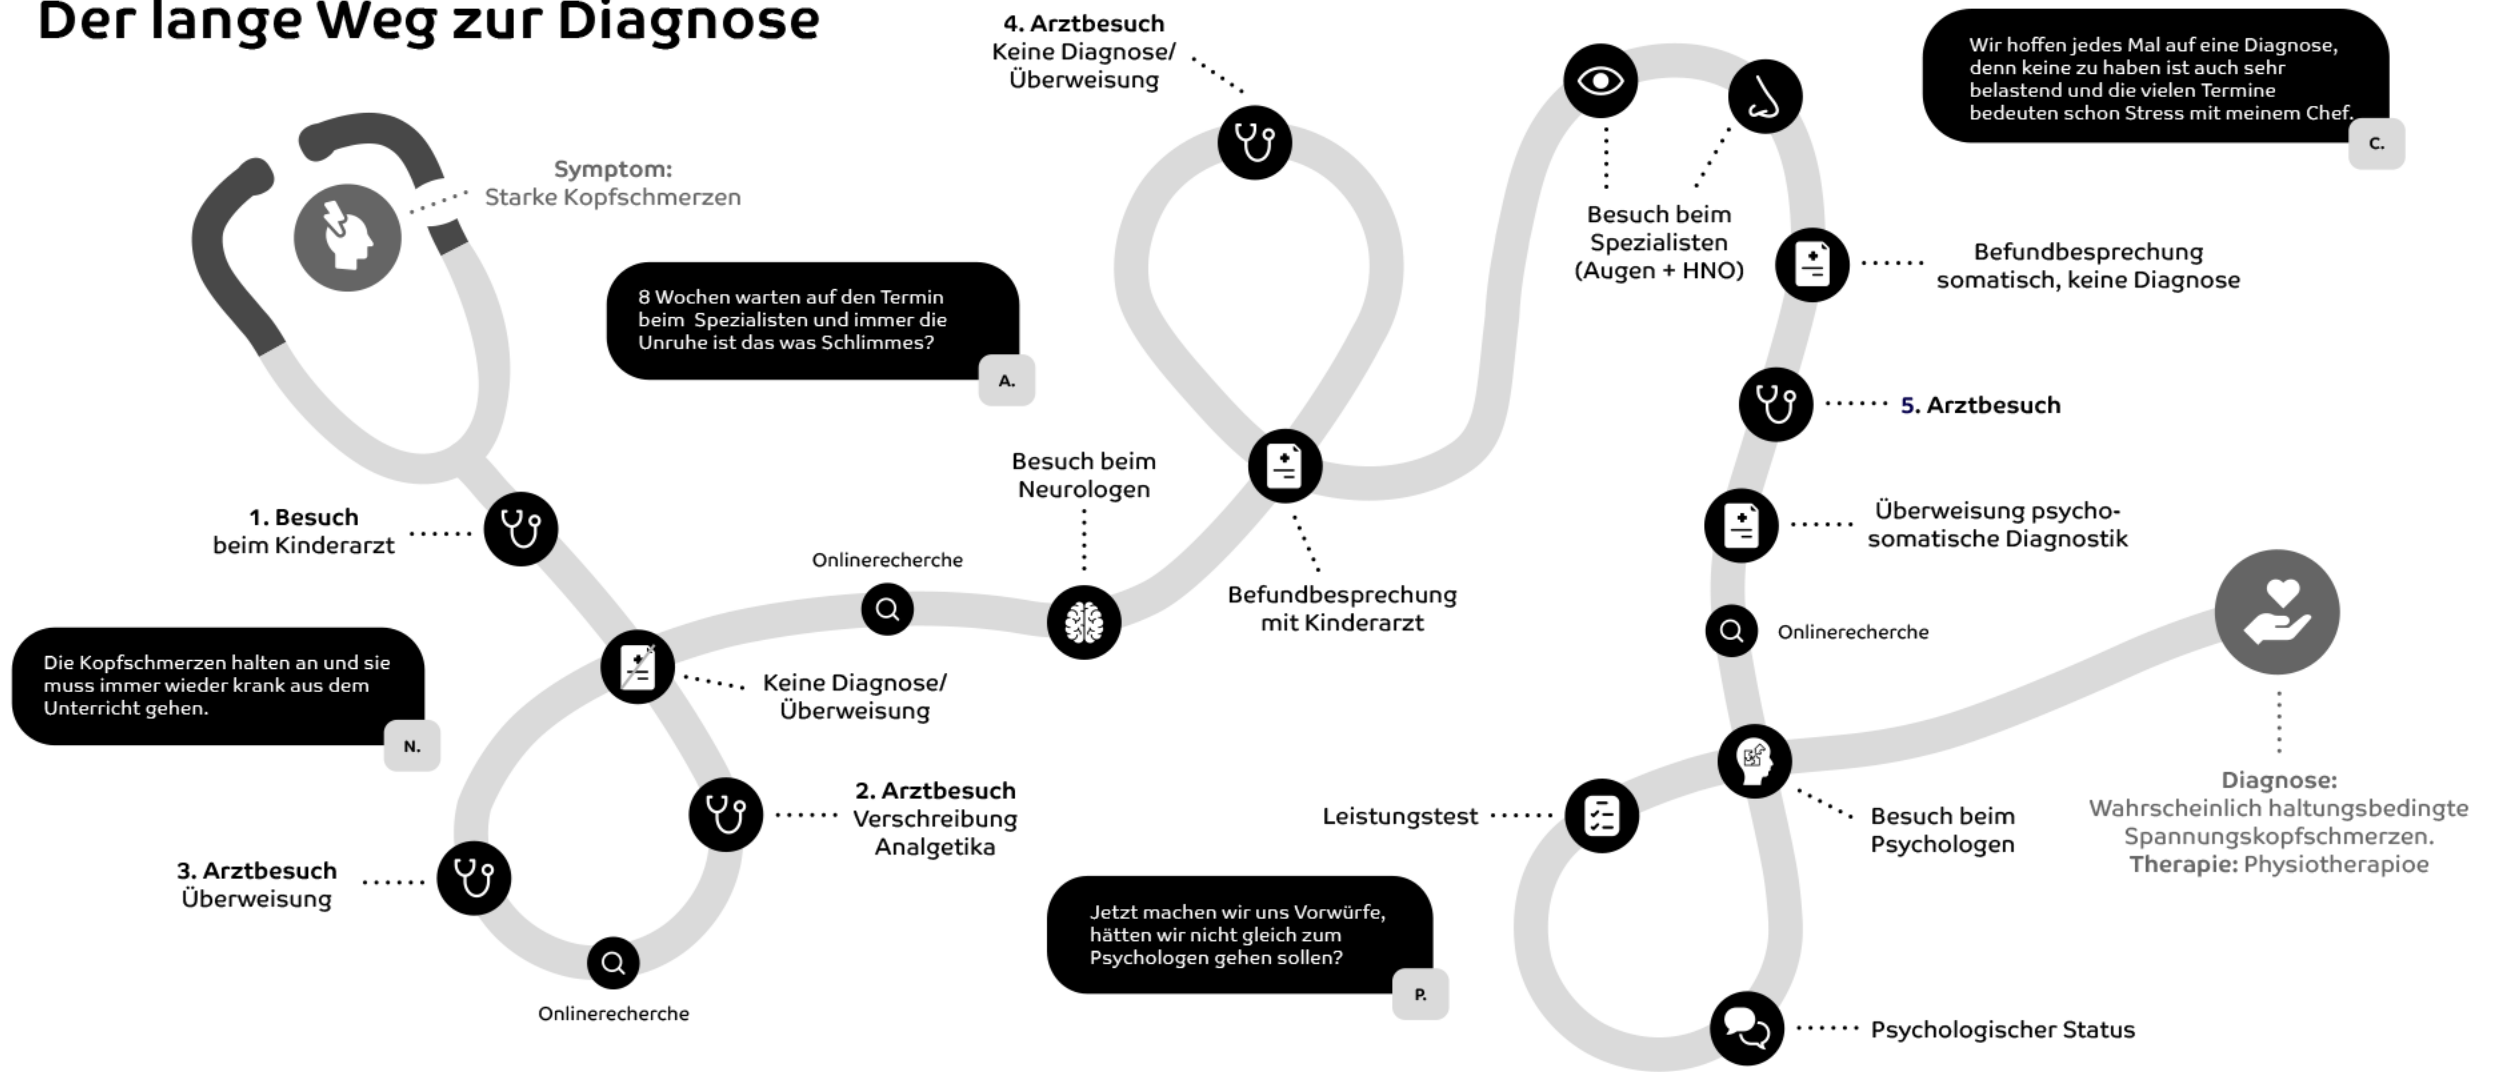 Der lange Weg zur Diagnose
Symptom:
Starke Kopfschmerzen
1. Besuch
beim Kinderarzt
Die Kopfschmerzen halten an und sie
muss immer wieder krank aus dem
Unterricht gehen.
N.
Keine Diagnose/
Überweisung
2. Arztbesuch
Verschreibung
Analgetika
Onlinerecherche
3. Arztbesuch
Überweisung
8 Wochen warten auf den Termin
beim  Spezialisten und immer die
Unruhe ist das was Schlimmes?
A.
Onlinerecherche
Besuch beim
Neurologen
Befundbesprechung
mit Kinderarzt
4. Arztbesuch
Keine Diagnose/
Überweisung
Besuch beim
Spezialisten
(Augen + HNO)
Wir hoffen jedes Mal auf eine Diagnose,
denn keine zu haben ist auch sehr
belastend und die vielen Termine
bedeuten schon Stress mit meinem Chef.
C.
Befundbesprechung
somatisch, keine Diagnose
5. Arztbesuch
Überweisung psycho-
somatische Diagnostik
Onlinerecherche
Besuch beim
Psychologen
Psychologischer Status
Leistungstest
Jetzt machen wir uns Vorwürfe,
hätten wir nicht gleich zum
Psychologen gehen sollen?
P.
Diagnose:
Wahrscheinlich haltungsbedingte
Spannungskopfschmerzen.
Therapie: Physiotherapioe